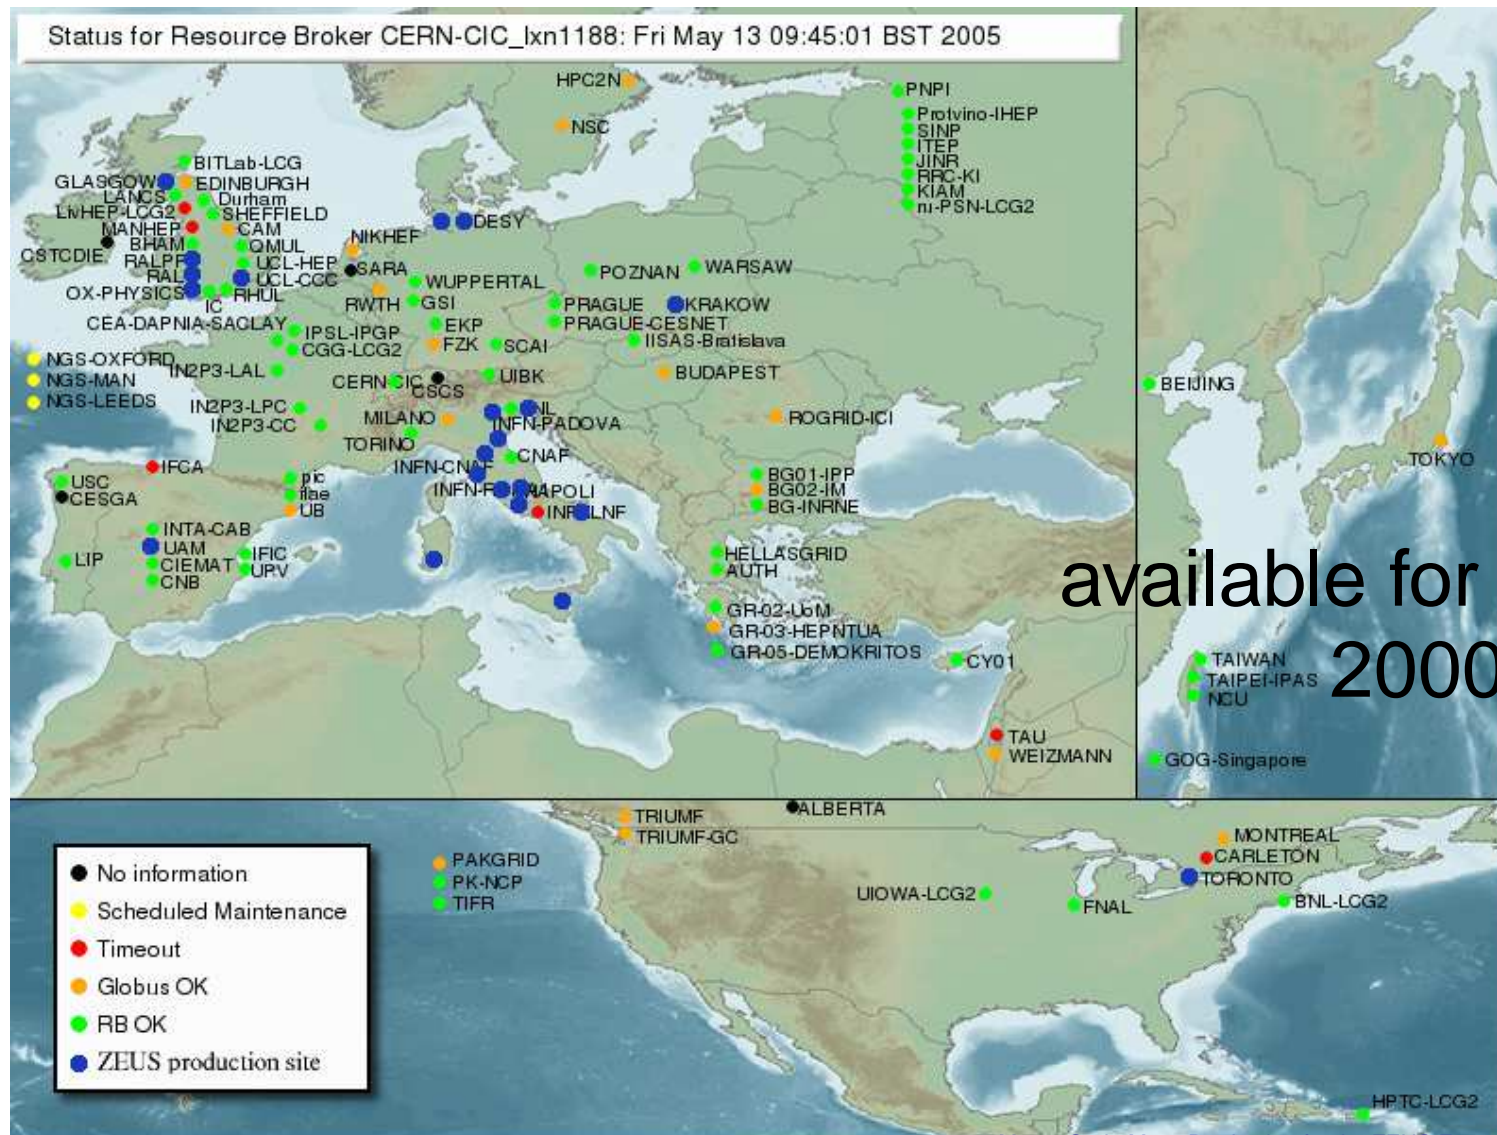 Status for Resource Broker CERN-CIC_lxn1188: Fri May 13 09:45:01 BST 2005
HPC2N
NSC
PNPI
Protvino-IHEP
SINP
ITEP
JINR
RRC-KI
KIAM
ru-PSN-LCG2
BITLab-LCG
GLASGOW
EDINBURGH
LANCS
Durham
LivHEP-LCG2
SHEFFIELD
MANHEP
CAM
BHAM
QMUL
CSTCDIE
RALPP
UCL-HEP
RAL
UCL-CCC
OX-PHYSICS
IC
RHUL
DESY
NIKHEF
SARA
RWTH
WUPPERTAL
GSI
POZNAN
WARSAW
PRAGUE
KRAKOW
PRAGUE-CESNET
CEA-DAPNIA-SACLAY
IPSL-IPGP
CGG-LCG2
EKP
FZK
SCAI
IISAS-Bratislava
NGS-OXFORD
NGS-MAN
NGS-LEEDS
IN2P3-LAL
CERN-CIC
CSCS
UIBK
BUDAPEST
IN2P3-LPC
IN2P3-CC
MILANO
TORINO
INFN-PADOVA
ROGRID-ICI
CNAF
USC
CESGA
IFCA
pic
ifae
UB
BG01-IPP
BG02-IM
BG-INRNE
LIP
INTA-CAB
UAM
CIEMAT
CNB
IFIC
UPV
HELLASGRID
AUTH
GR-02-UoM
GR-03-HEPNTUA
GR-05-DEMOKRITOS
CY01
TAU
WEIZMANN
BEIJING
TOKYO
available for
2000
TAIWAN
TAIPEI-IPAS
NCU
GOG-Singapore
TRIUMF
TRIUMF-GC
ALBERTA
MONTREAL
CARLETON
TORONTO
PAKGRID
PK-NCP
TIFR
UIOWA-LCG2
FNAL
BNL-LCG2
HPTC-LCG2
No information
Scheduled Maintenance
Timeout
Globus OK
RB OK
ZEUS production site